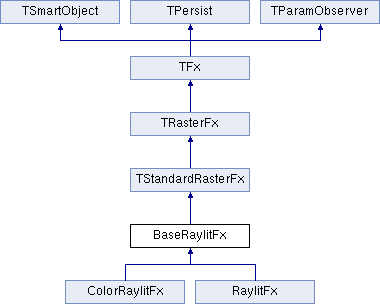 TSmartObject TPersist TParamObserver
TFx
TRasterFx
TStandardRasterFx
BaseRaylitFx
ColorRaylitFx RaylitFx